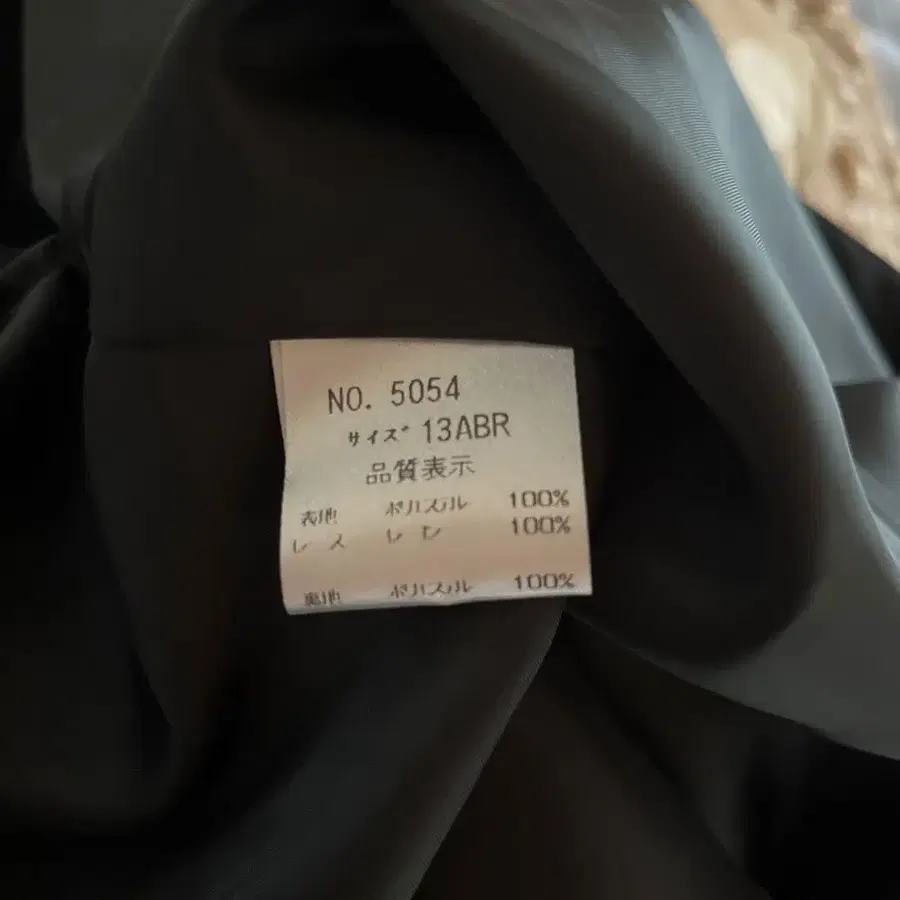 NO. 5054
サイズ 13ABR
品質表示
表地 ポリエステル 100%
レース レーヨン 100%
裏地 ポリエステル 100%